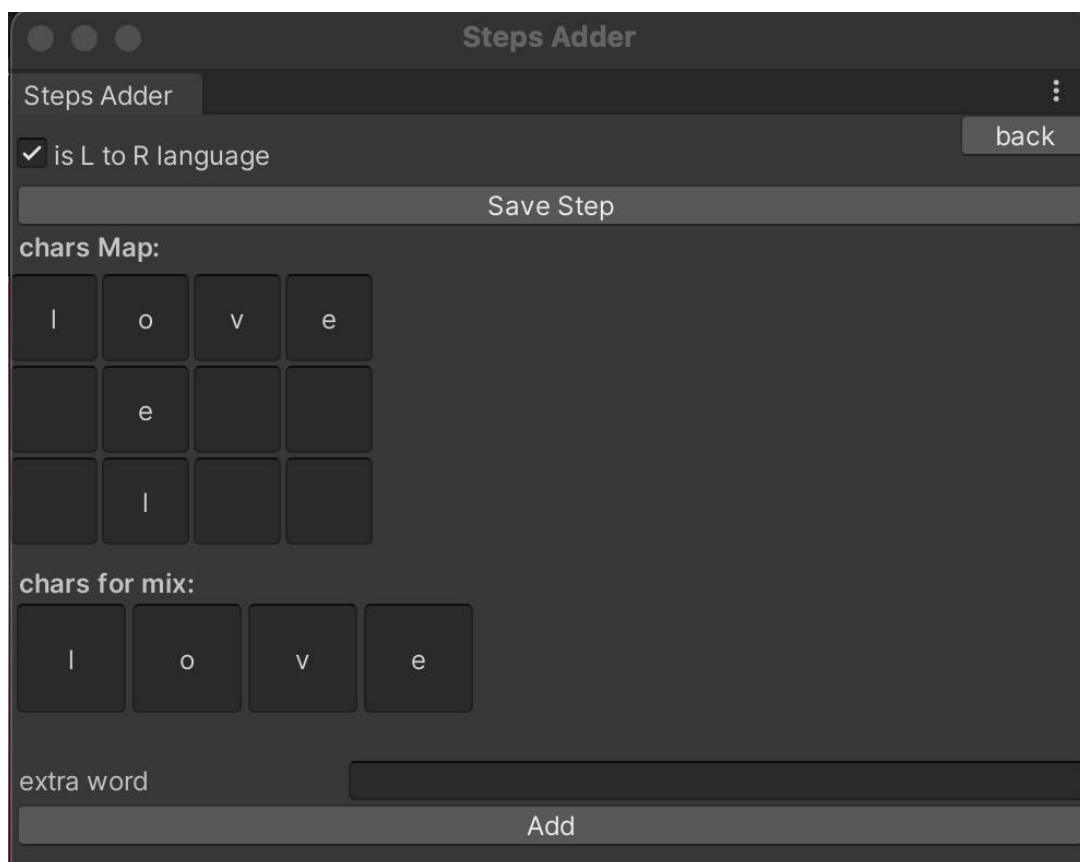 Steps Adder
Steps Adder
back
is L to R language
Save Step
chars Map:
l o v e
e
l
chars for mix:
l o v e
extra word
Add